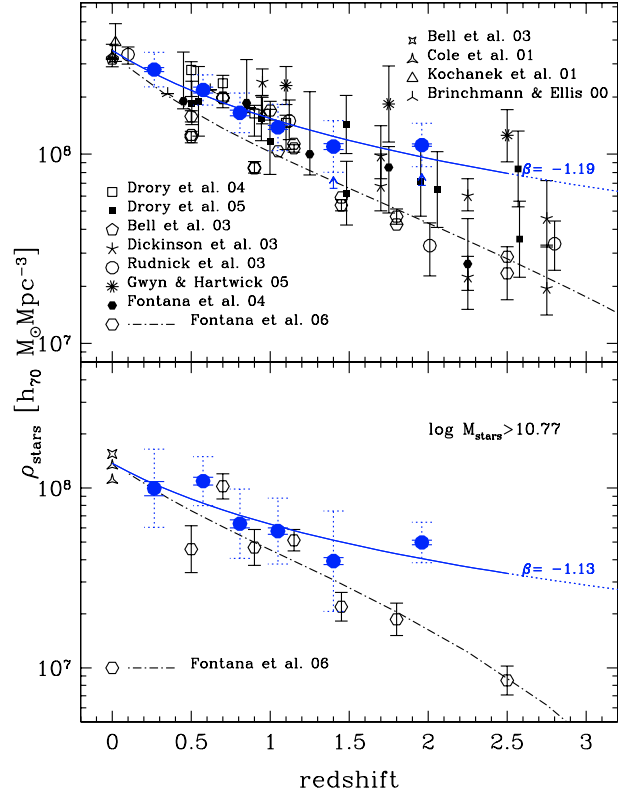 Bell et al. 03
Cole et al. 01
Kochanek et al. 01
Brinchmann & Ellis 00
10⁸
β= −1.19
Drory et al. 04
Drory et al. 05
Bell et al. 03
Dickinson et al. 03
Rudnick et al. 03
Gwyn & Hartwick 05
Fontana et al. 04
Fontana et al. 06
10⁷
ρstars [h₇₀ M⊙Mpc⁻³]
log Mstars>10.77
10⁸
β= −1.13
Fontana et al. 06
10⁷
0 0.5 1 1.5 2 2.5 3
redshift